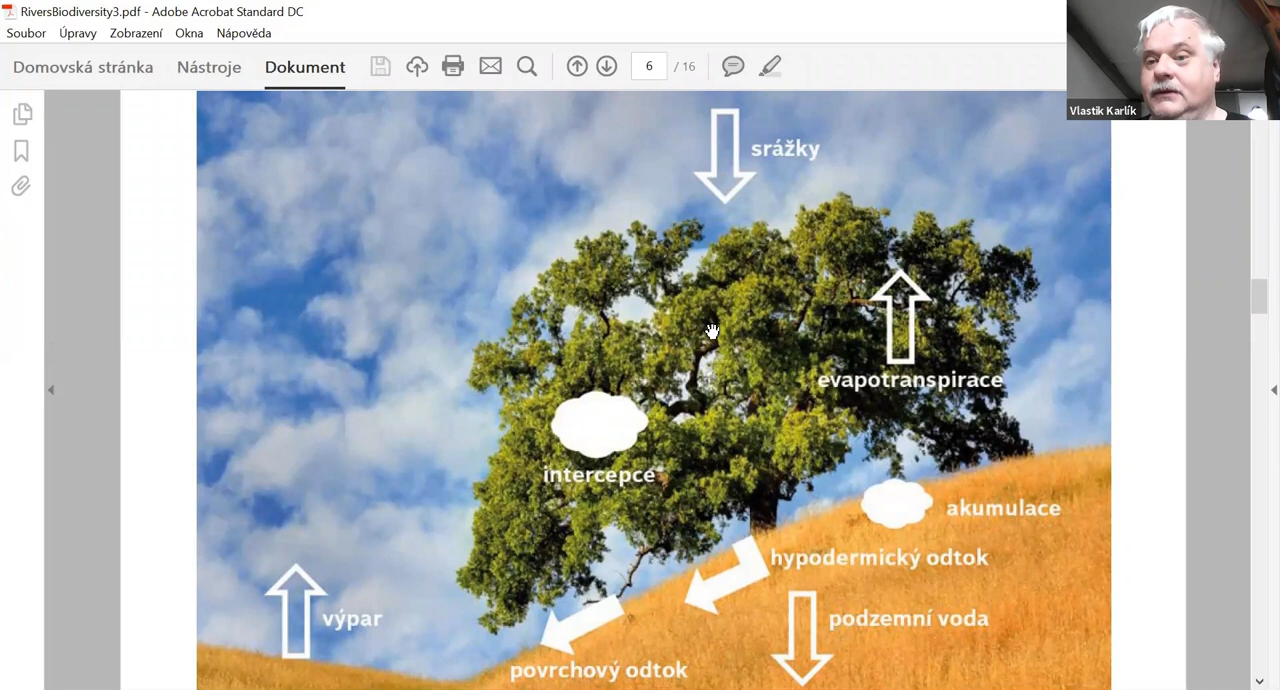 RiversBiodiversity3.pdf - Adobe Acrobat Standard DC
Soubor Úpravy Zobrazení Okna Nápověda
Domovská stránka Nástroje Dokument 6 / 16
Vlastik Karlík
srážky
evapotranspirace
intercepce
akumulace
hypodermický odtok
výpar
podzemní voda
povrchový odtok